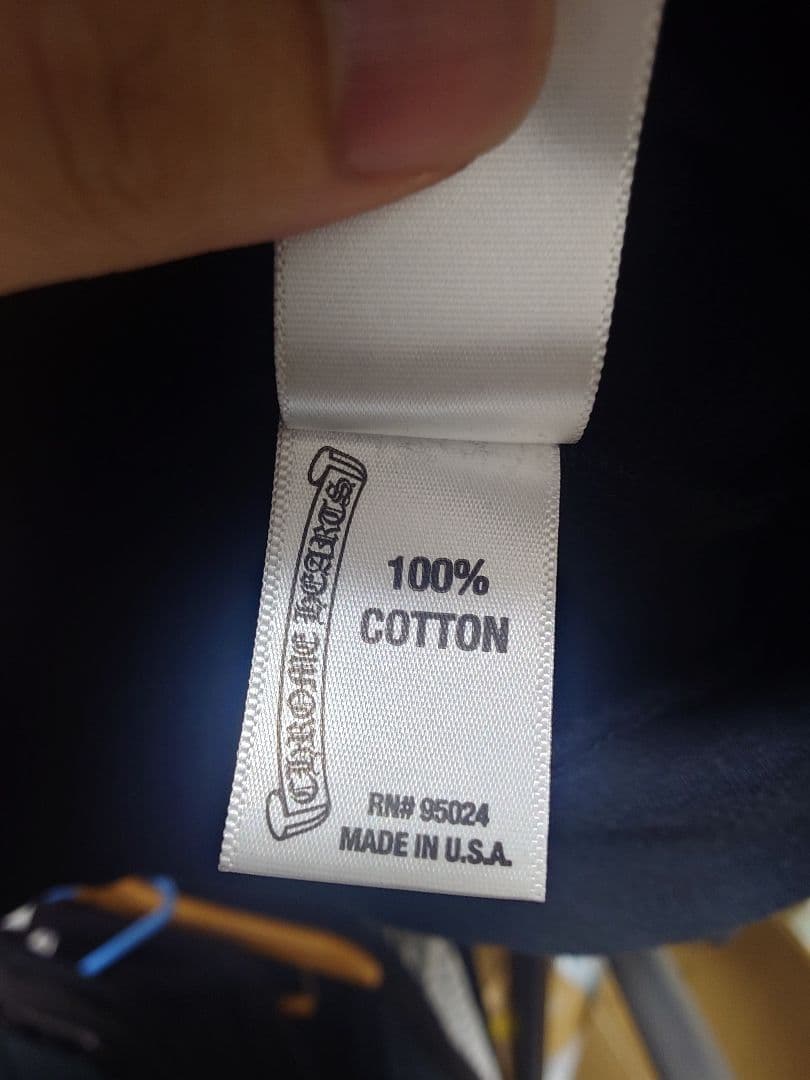 CHROME HEARTS
100%
COTTON
RN# 95024
MADE IN U.S.A.